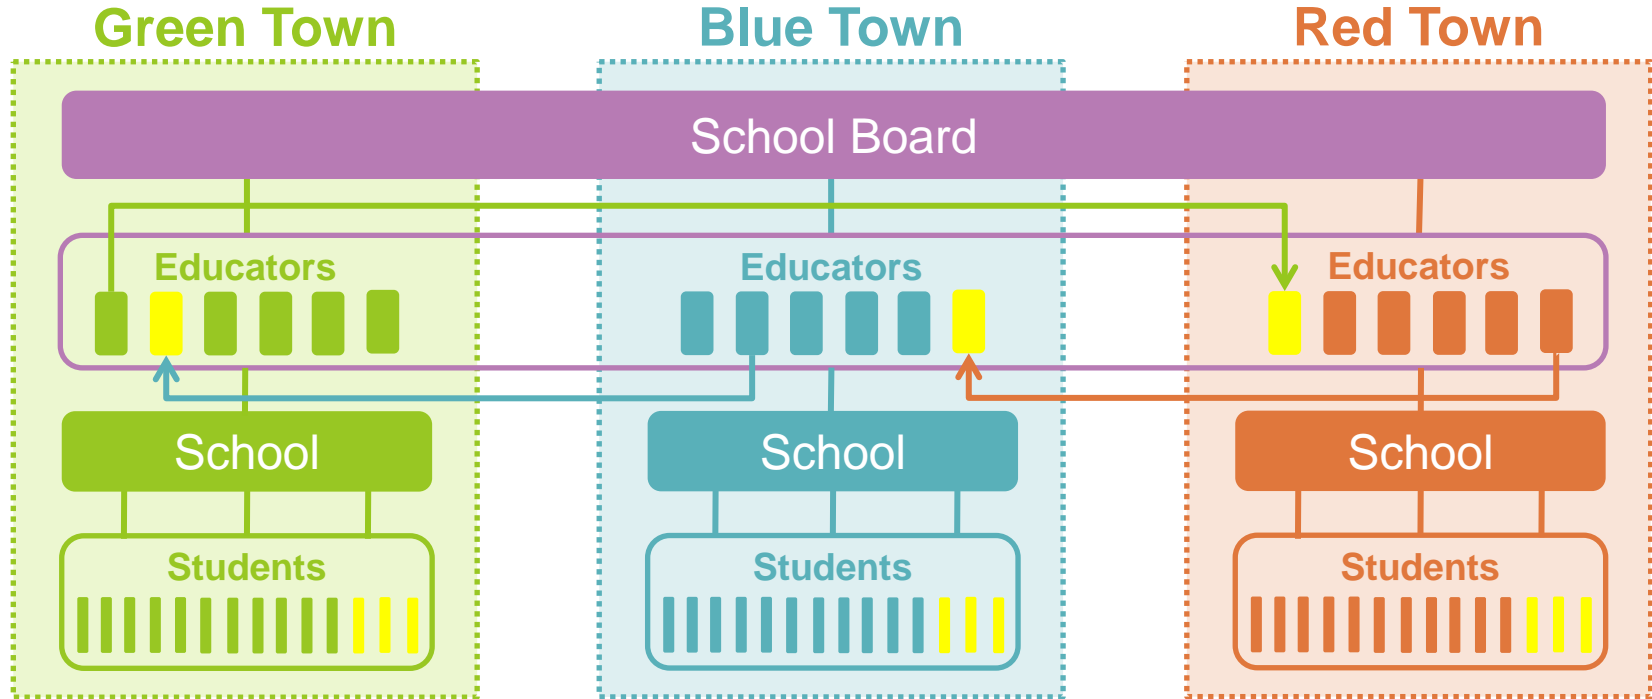 Green Town
Blue Town
Red Town
School Board
Educators
Educators
Educators
School
School
School
Students
Students
Students